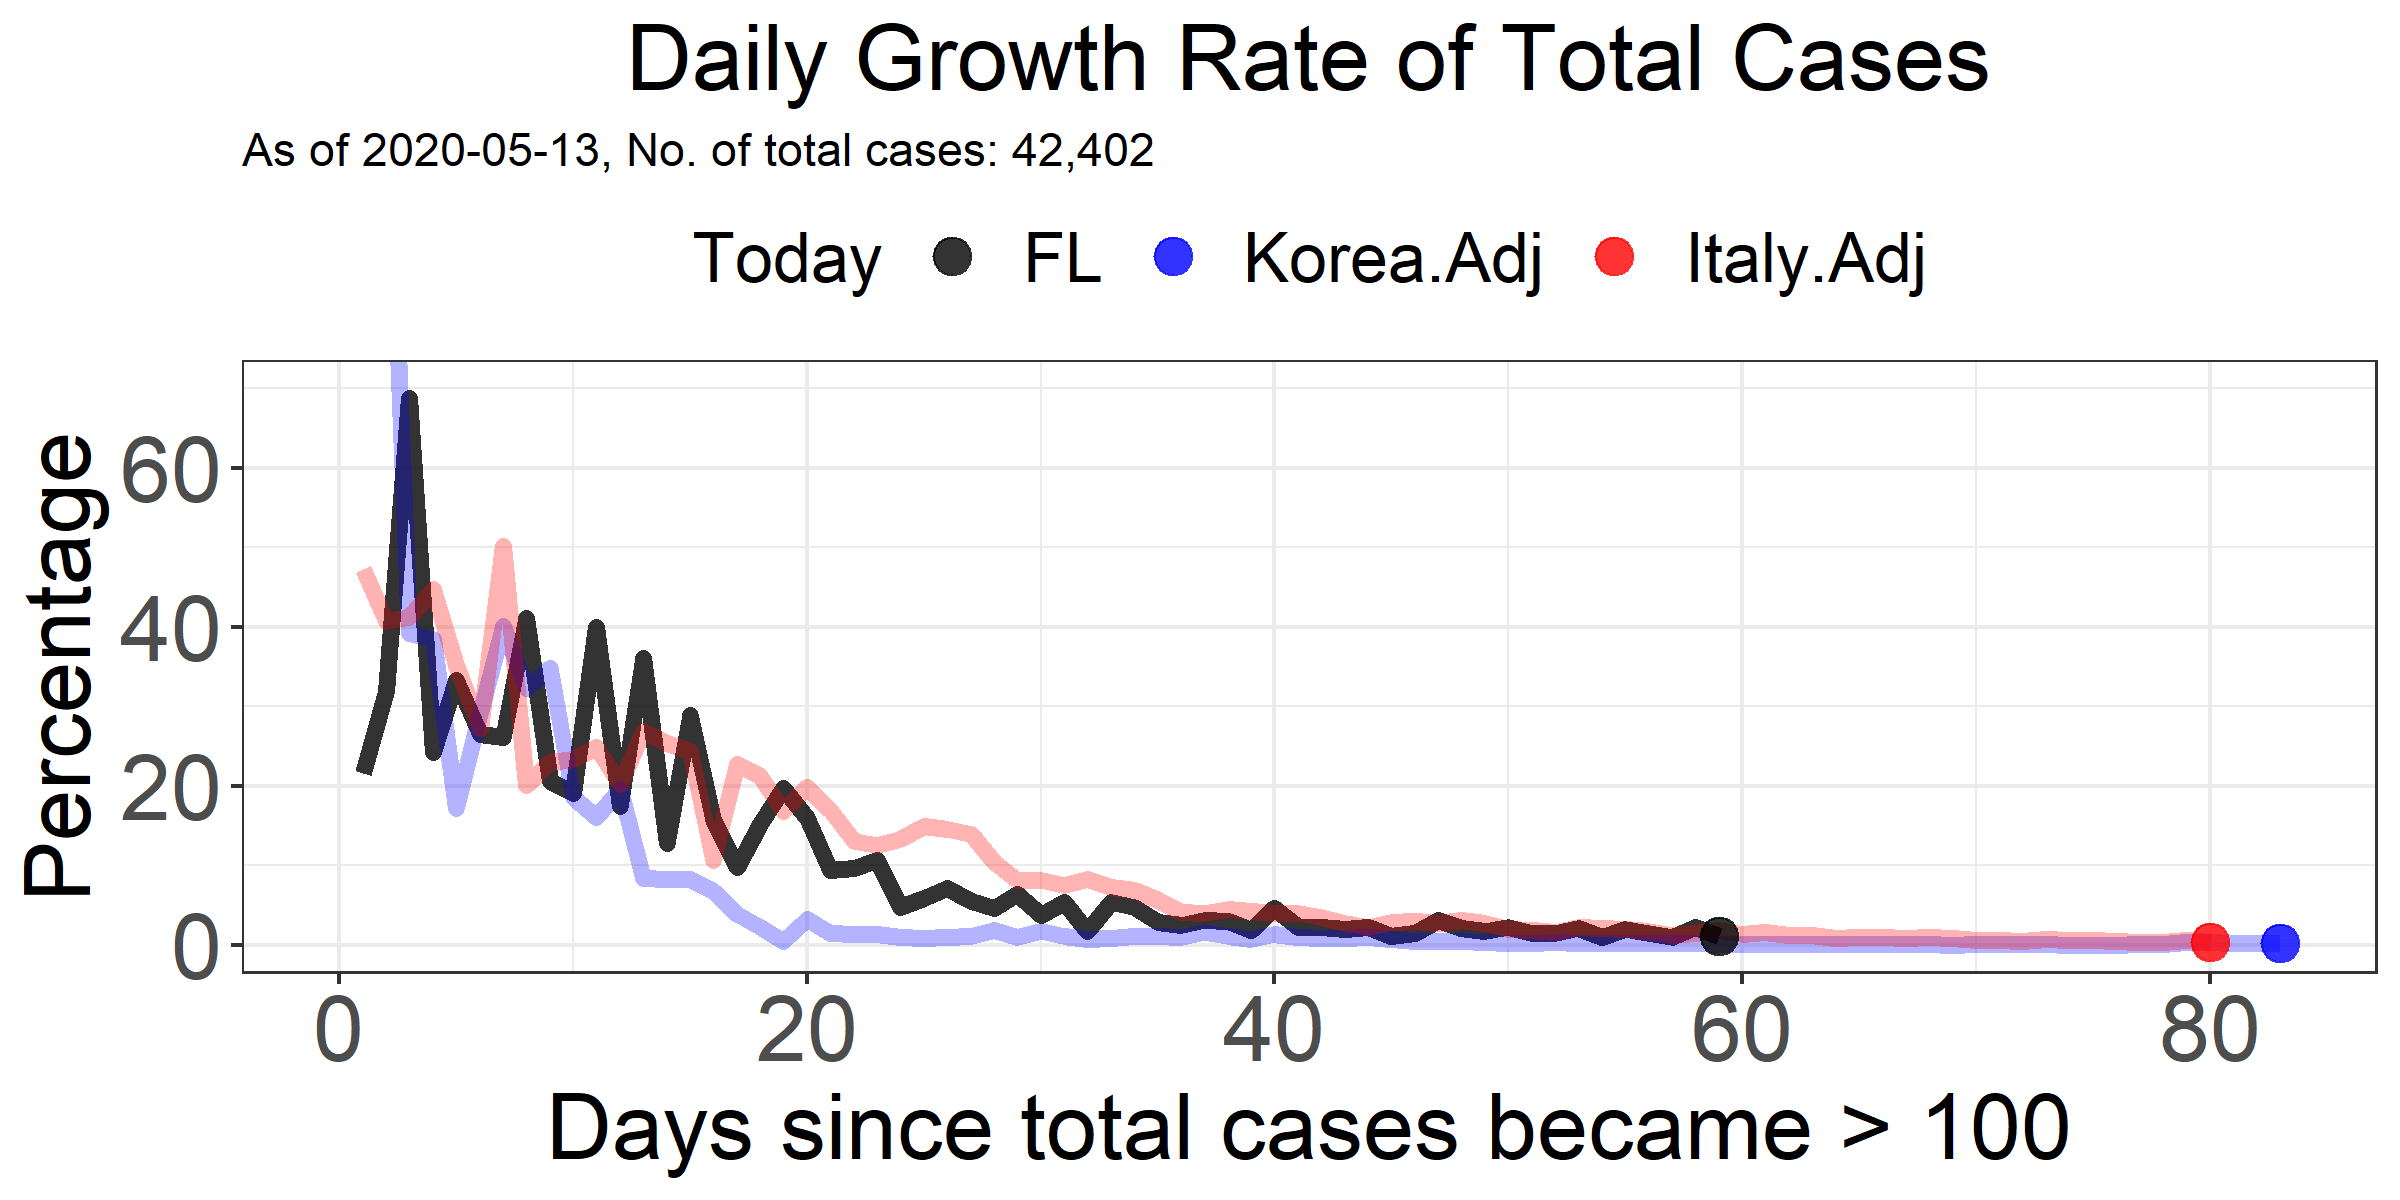 Daily Growth Rate of Total Cases
As of 2020-05-13, No. of total cases: 42,402
Today FL Korea.Adj Italy.Adj
Percentage
60
40
20
0
0 20 40 60 80
Days since total cases became > 100